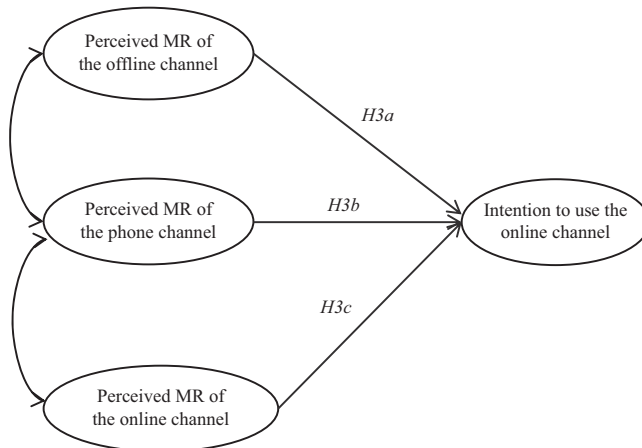 Perceived MR of
the offline channel
H3a
Perceived MR of
the phone channel
H3b
Intention to use the
online channel
H3c
Perceived MR of
the online channel